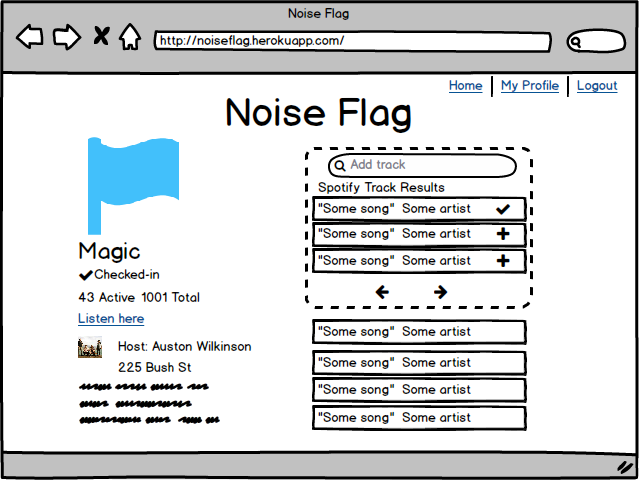 Noise Flag
http://noiseflag.herokuapp.com/
Home My Profile Logout
Noise Flag
Magic
Checked-in
43 Active 1001 Total
Listen here
Host: Auston Wilkinson
225 Bush St
Add track
Spotify Track Results
"Some song" Some artist
"Some song" Some artist
"Some song" Some artist
"Some song" Some artist
"Some song" Some artist
"Some song" Some artist
"Some song" Some artist